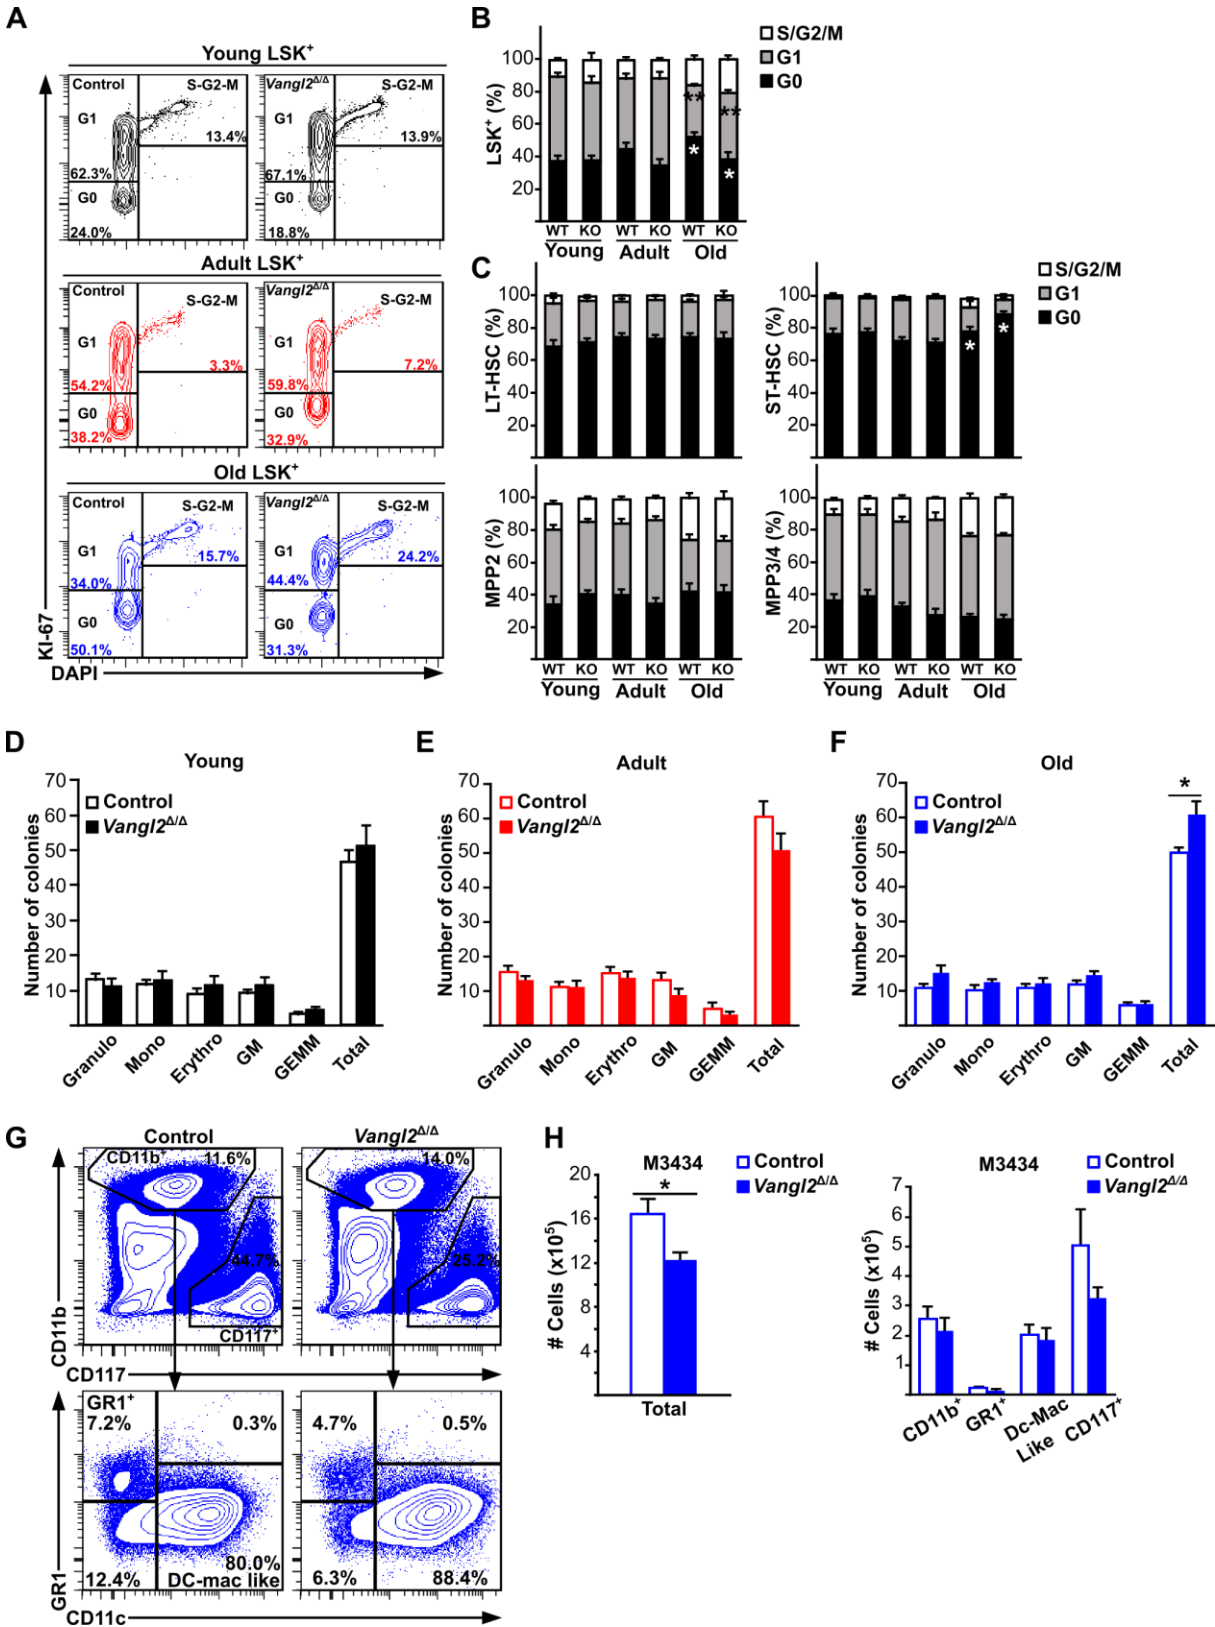 A
Young LSK+
Control
S-G2-M
G1
13.4%
62.3%
G0
24.0%
Vangl2Δ/Δ
S-G2-M
13.9%
67.1%
18.8%
Adult LSK+
Control
S-G2-M
G1
3.3%
54.2%
G0
38.2%
Vangl2Δ/Δ
S-G2-M
7.2%
59.8%
32.9%
Old LSK+
Control
S-G2-M
G1
15.7%
34.0%
G0
50.1%
Vangl2Δ/Δ
S-G2-M
G1
24.2%
44.4%
G0
31.3%
KI-67
DAPI
B
S/G2/M
G1
G0
LSK+ (%)
100
80
60
40
20
**
**
*
*
WT KO WT KO WT KO
Young Adult Old
C
S/G2/M
G1
G0
LT-HSC (%)
100
80
60
40
20
ST-HSC (%)
100
80
60
40
20
*
*
MPP2 (%)
100
80
60
40
20
WT KO WT KO WT KO
Young Adult Old
MPP3/4 (%)
100
80
60
40
20
WT KO WT KO WT KO
Young Adult Old
D
Young
Control
Vangl2Δ/Δ
Number of colonies
70
60
50
40
30
20
10
Granulo Mono Erythro GM GEMM Total
E
Adult
Control
Vangl2Δ/Δ
Number of colonies
70
60
50
40
30
20
10
Granulo Mono Erythro GM GEMM Total
F
Old
Control
Vangl2Δ/Δ
*
Number of colonies
70
60
50
40
30
20
10
Granulo Mono Erythro GM GEMM Total
G
Control
CD11b+
11.6%
44.7%
CD117+
Vangl2Δ/Δ
14.0%
25.2%
CD11b
CD117
GR1+
7.2%
0.3%
12.4%
80.0%
DC-mac like
4.7%
0.5%
6.3%
88.4%
GR1
CD11c
H
M3434
Control
Vangl2Δ/Δ
*
# Cells (x10⁵)
20
16
12
8
4
Total
M3434
Control
Vangl2Δ/Δ
# Cells (x10⁵)
7
6
5
4
3
2
1
CD11b+ GR1+ Dc-Mac Like CD117+